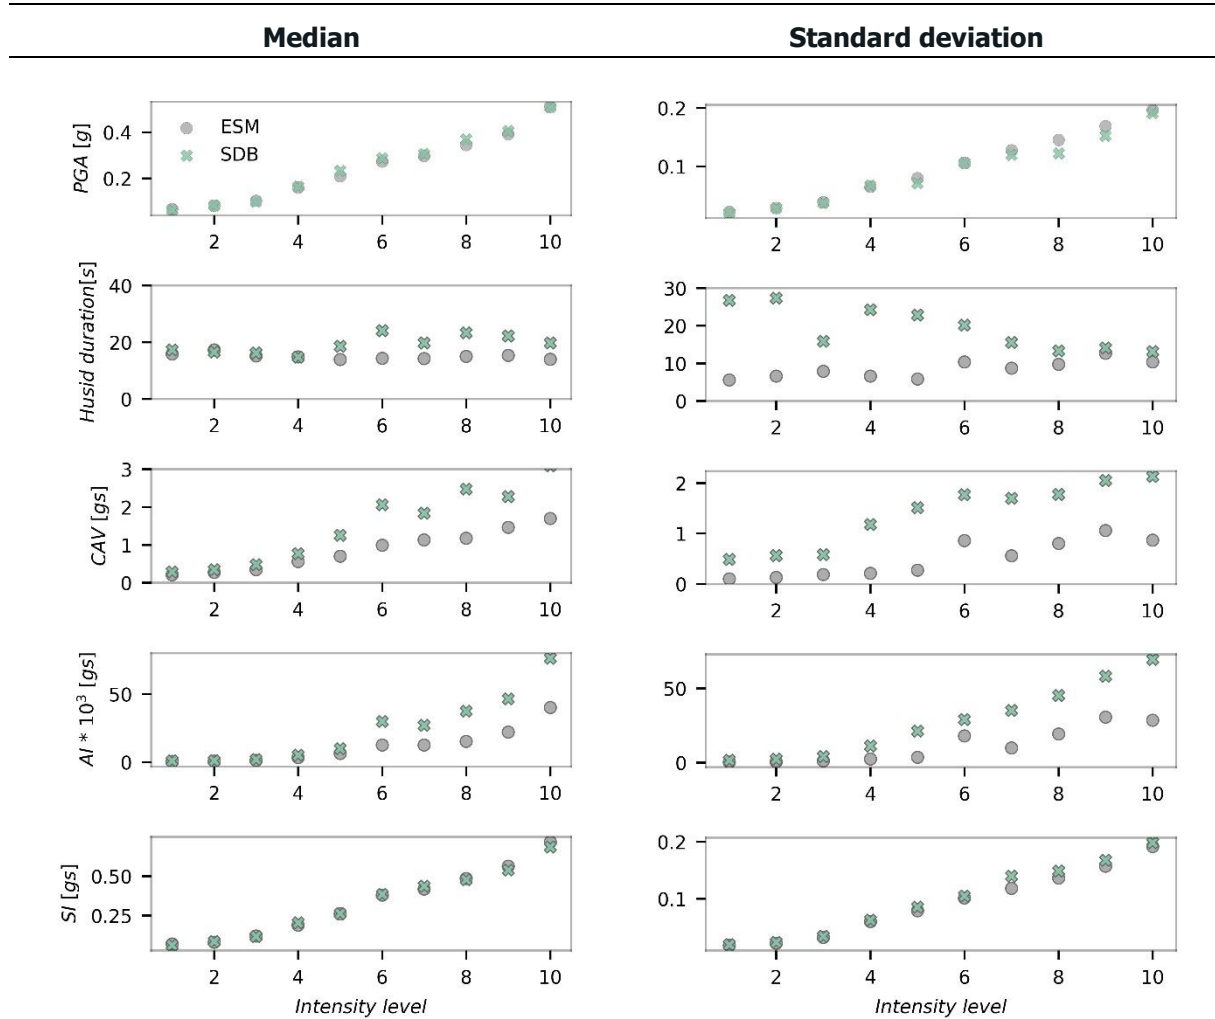 Median Standard deviation
PGA [g]
0.4
0.2
ESM
SDB
2 4 6 8 10
0.2
0.1
2 4 6 8 10
Husid duration[s]
40
20
0
2 4 6 8 10
30
20
10
0
2 4 6 8 10
CAV [gs]
3
2
1
0
2 4 6 8 10
2
1
0
2 4 6 8 10
AI * 10³ [gs]
50
0
2 4 6 8 10
50
0
2 4 6 8 10
SI [gs]
0.50
0.25
2 4 6 8 10
Intensity level
0.2
0.1
2 4 6 8 10
Intensity level